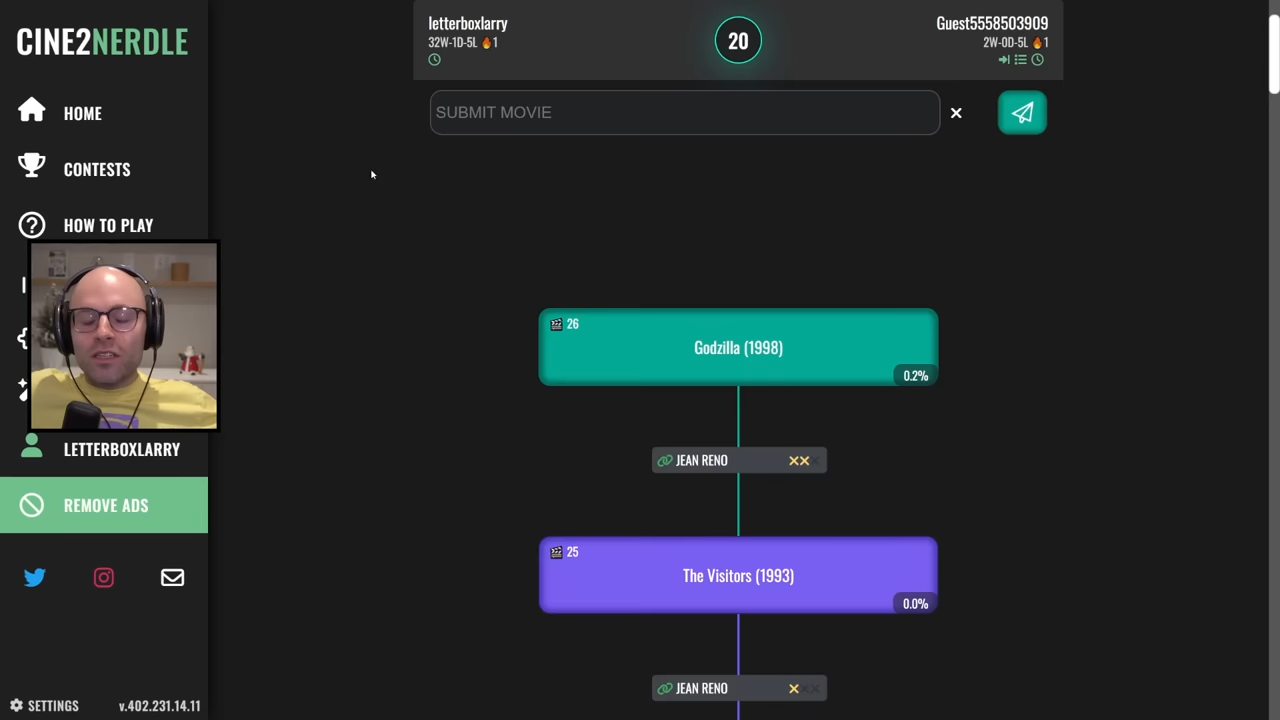 CINE2NERDLE
HOME
CONTESTS
HOW TO PLAY
LETTERBOXLARRY
REMOVE ADS
SETTINGS
v.402.231.14.11
letterboxlarry
32W-1D-5L 🔥1
20
Guest5558503909
2W-0D-5L 🔥1
SUBMIT MOVIE
26
Godzilla (1998)
0.2%
JEAN RENO
25
The Visitors (1993)
0.0%
JEAN RENO